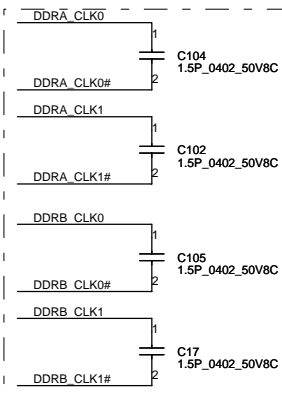 DDRA_CLK0
1
C104
1.5P_0402_50V8C
2
DDRA_CLK0#
DDRA_CLK1
1
C102
1.5P_0402_50V8C
2
DDRA_CLK1#
DDRB_CLK0
1
C105
1.5P_0402_50V8C
2
DDRB_CLK0#
DDRB_CLK1
1
C17
1.5P_0402_50V8C
2
DDRB_CLK1#